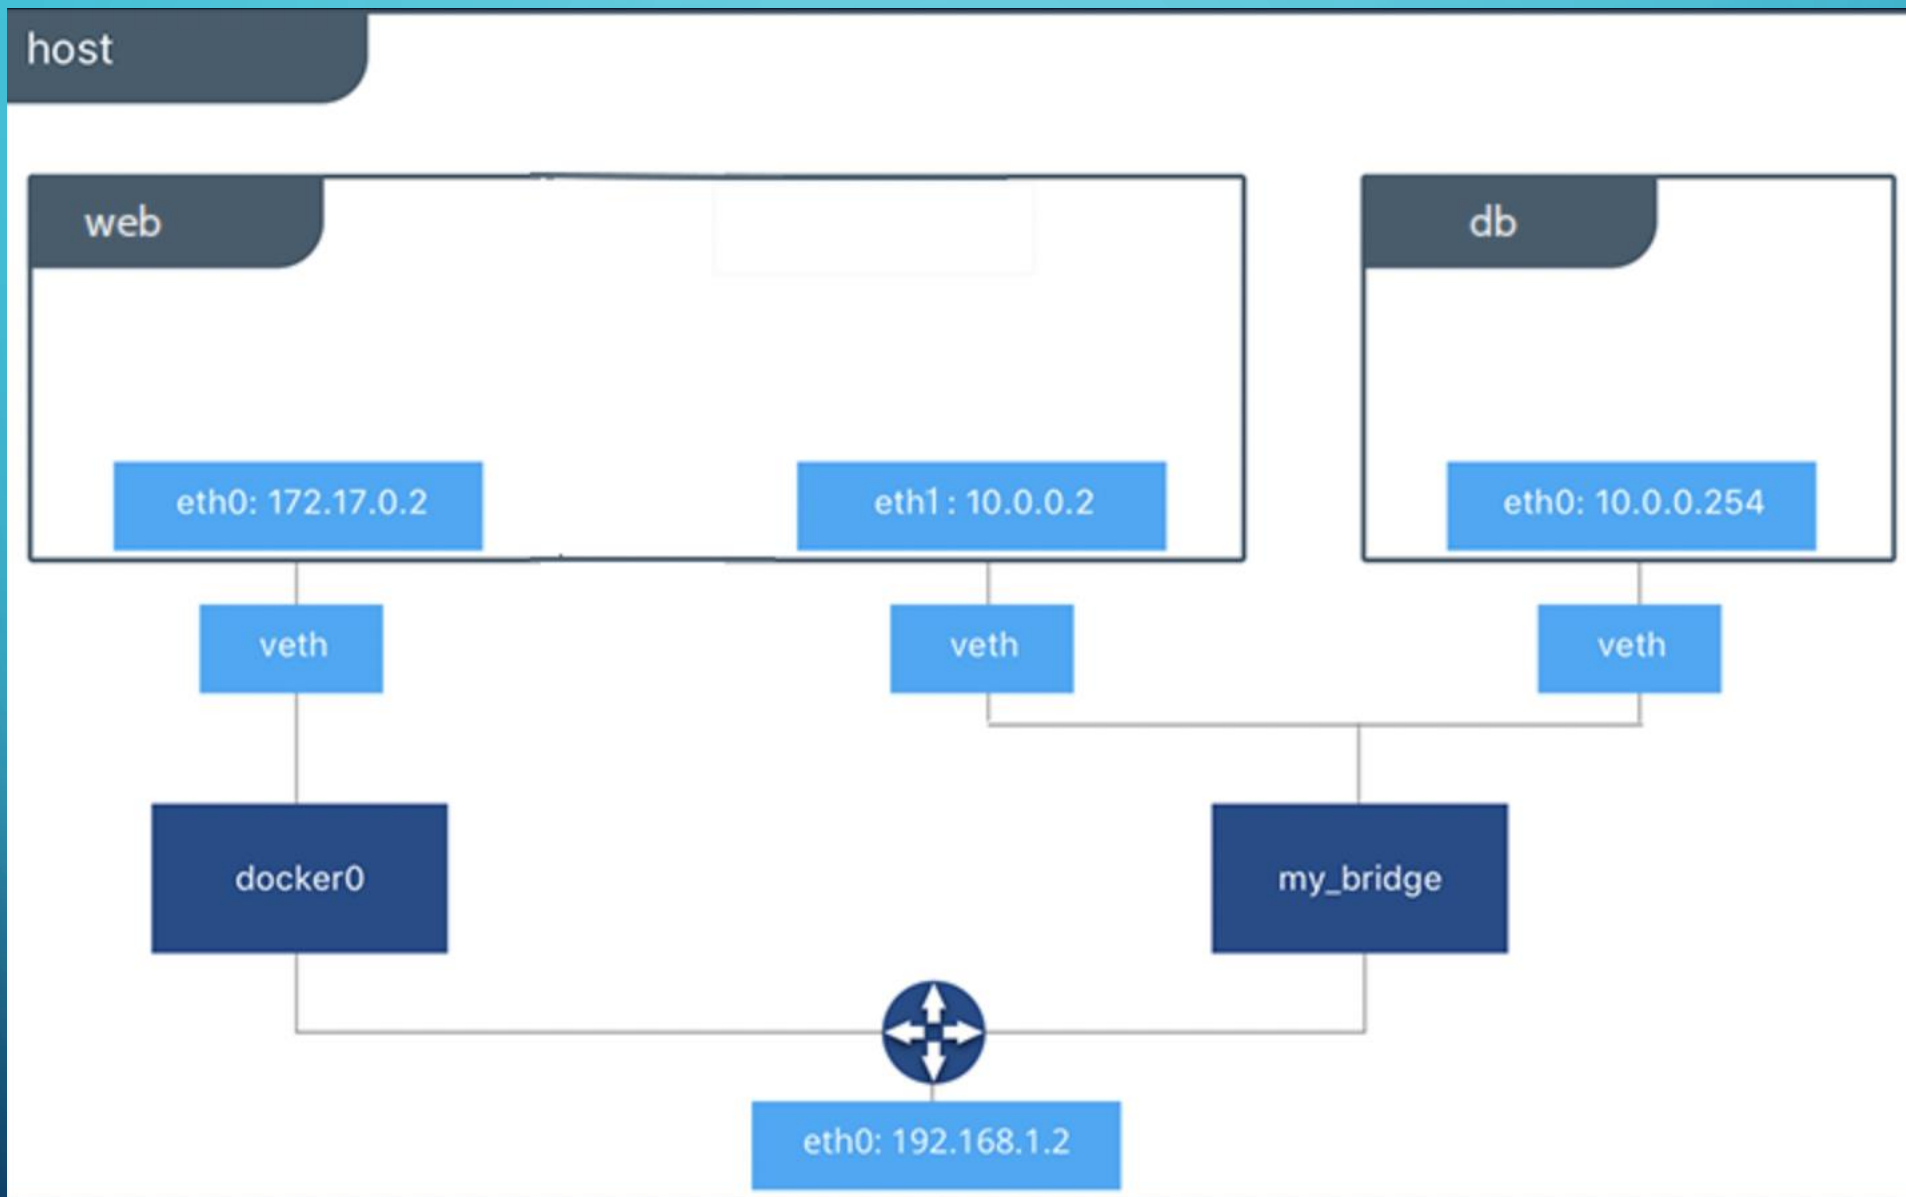 host
web
db
eth0: 172.17.0.2
eth1 : 10.0.0.2
eth0: 10.0.0.254
veth
veth
veth
docker0
my_bridge
eth0: 192.168.1.2